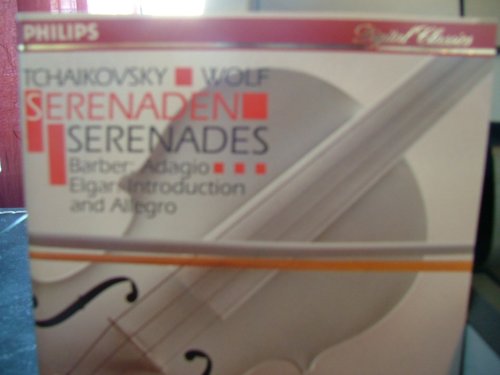 PHILIPS
Digital Classics
TCHAIKOVSKY WOLF
SERENADEN
SERENADES
Barber: Adagio
Elgar: Introduction
and Allegro